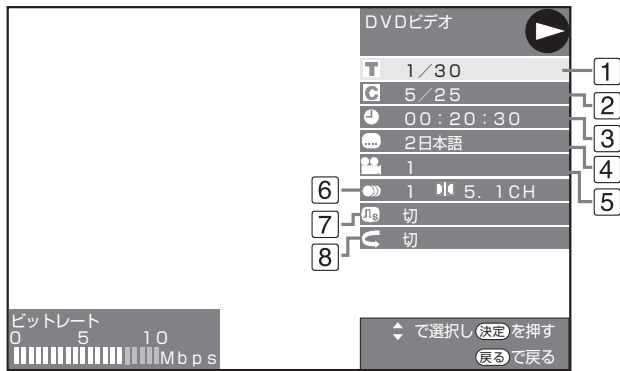 DVDビデオ
T 1/30
C 5/25
00:20:30
2日本語
1
1 5.1CH
切
切
1
2
3
4
5
6
7
8
ビットレート
0 5 10
Mbps
で選択し 決定 を押す
戻る で戻る